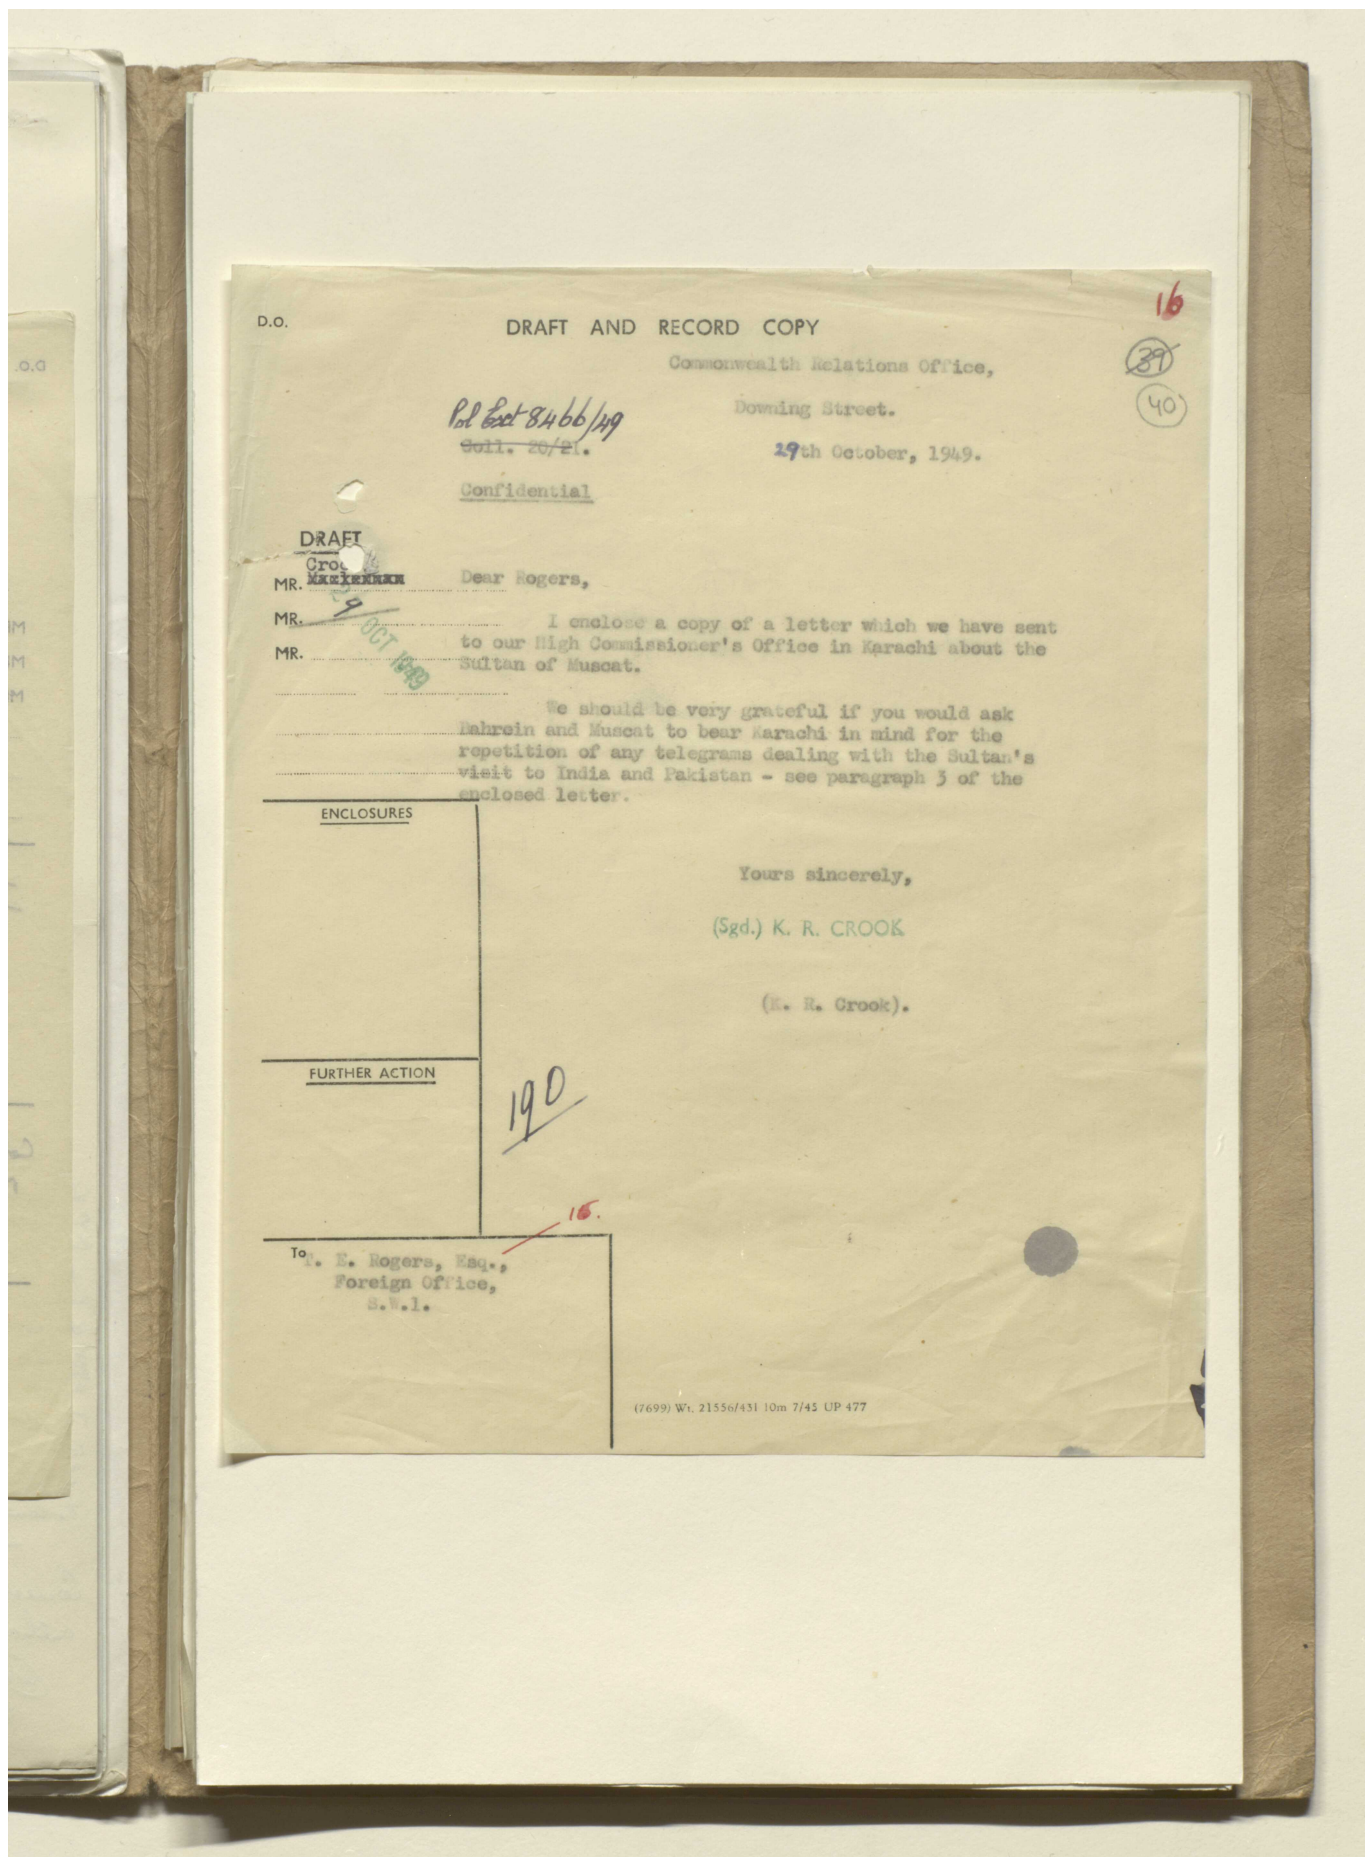 16
D.O.
DRAFT AND RECORD COPY
39
40
Commonwealth Relations Office,
Downing Street.
Pol Ext 8466/49
Coll. 20/21.
29th October, 1949.
Confidential
DRAFT
Crook
MR.
Dear Rogers,
MR.
29 OCT 1949
MR.
I enclose a copy of a letter which we have sent
to our High Commissioner's Office in Karachi about the
Sultan of Muscat.
We should be very grateful if you would ask
Bahrein and Muscat to bear Karachi in mind for the
repetition of any telegrams dealing with the Sultan's
visit to India and Pakistan - see paragraph 3 of the
enclosed letter.
ENCLOSURES
Yours sincerely,
(Sgd.) K. R. CROOK
(K. R. Crook).
FURTHER ACTION
190
To
T. E. Rogers, Esq.,
Foreign Office,
S.W.1.
(7699) Wt. 21556/431 10m 7/45 UP 477